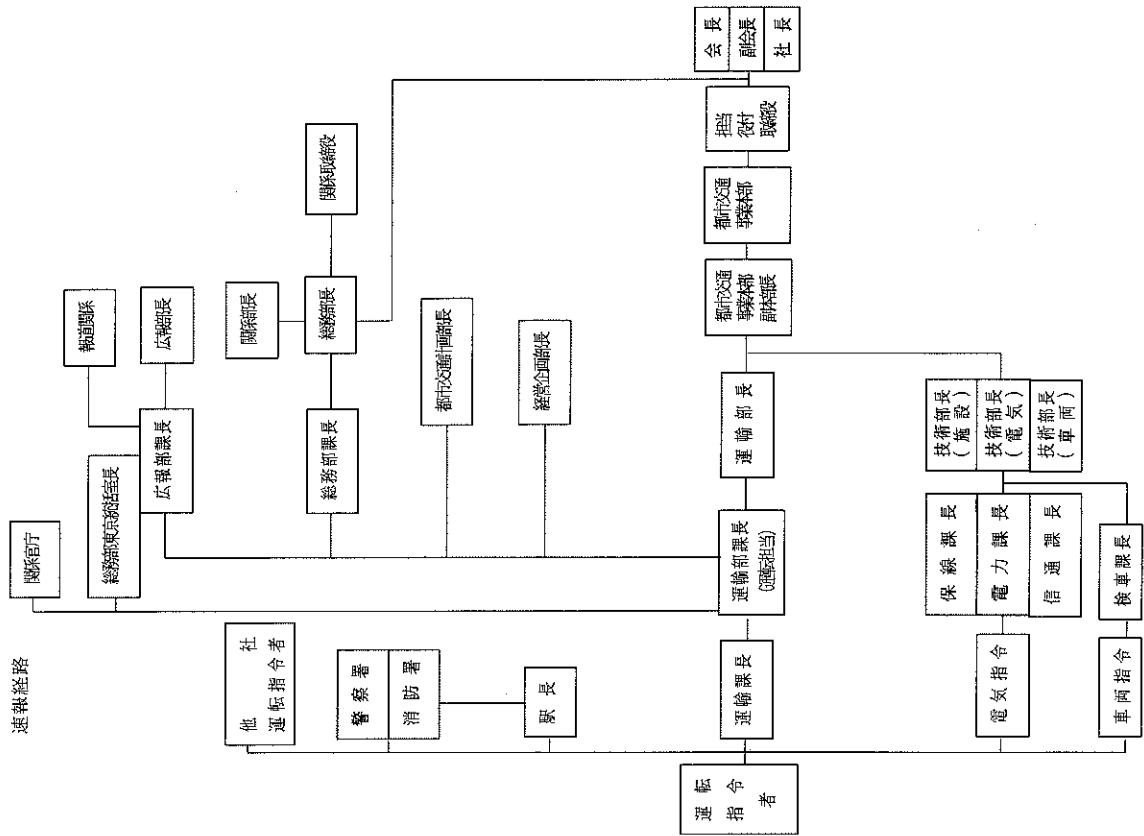 速報経路
関係官庁
総務部東京統括室長
報道関係
広報部課長
広報部長
関係部長
総務部課長
総務部長
関係取締役
都市交通計画部長
経営企画部長
他社
運転指令者
警察署
消防署
駅長
運転
指令
者
運輸課長
運輸部課長
(運転担当)
運輸部長
都市交通
事業本部
副本部長
都市交通
事業本部
担当
役付
取締役
会長
副会長
社長
電気指令
保線課長
電力課長
信通課長
技術部長
(施設)
技術部長
(電気)
技術部長
(車両)
車両指令
検車課長